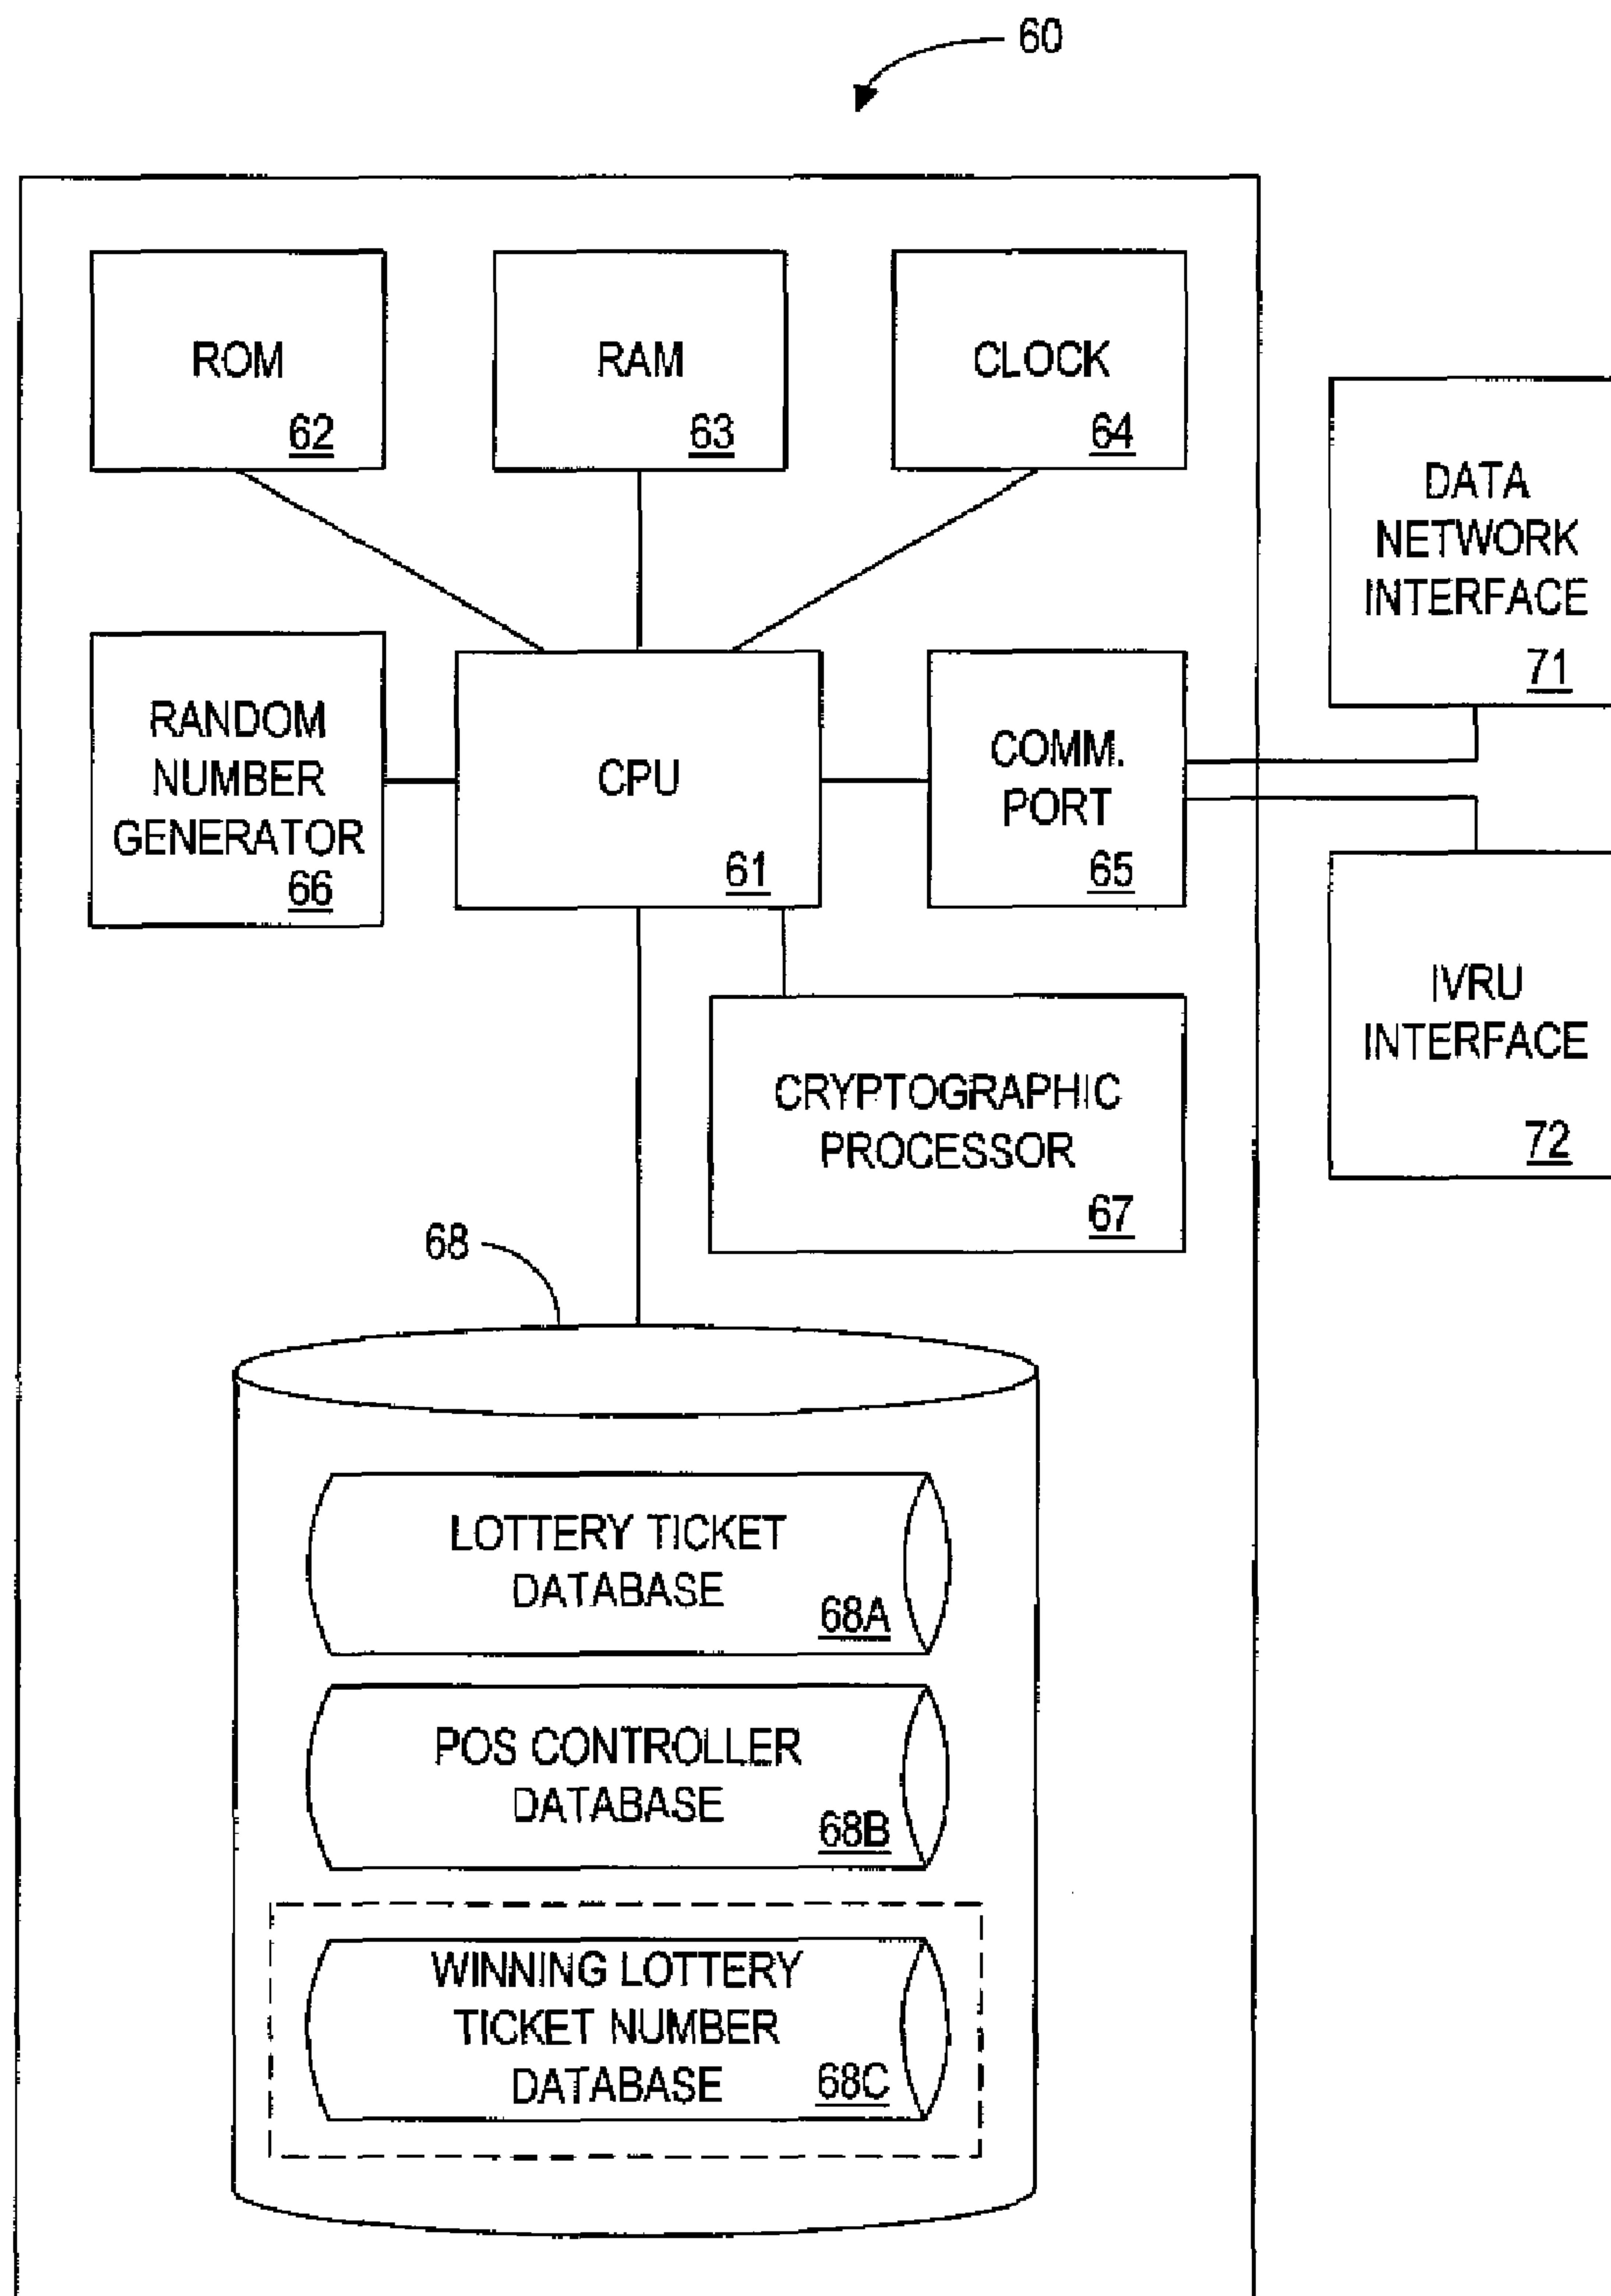 60
ROM
62
RAM
63
CLOCK
64
DATA
NETWORK
INTERFACE
71
RANDOM
NUMBER
GENERATOR
66
CPU
61
COMM.
PORT
65
IVRU
INTERFACE
72
CRYPTOGRAPHIC
PROCESSOR
67
68
LOTTERY TICKET
DATABASE
68A
POS CONTROLLER
DATABASE
68B
WINNING LOTTERY
TICKET NUMBER
DATABASE
68C